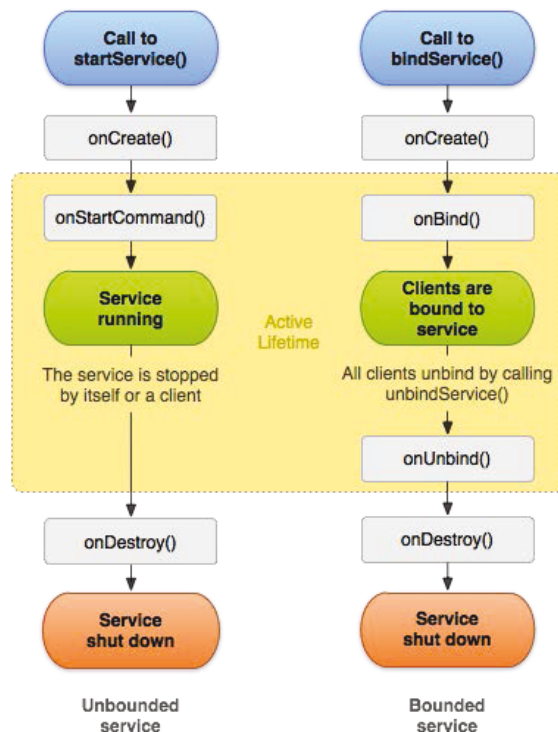 Call to
startService()
onCreate()
onStartCommand()
Service
running
The service is stopped
by itself or a client
onDestroy()
Service
shut down
Unbounded
service
Active
Lifetime
Call to
bindService()
onCreate()
onBind()
Clients are
bound to
service
All clients unbind by calling
unbindService()
onUnbind()
onDestroy()
Service
shut down
Bounded
service